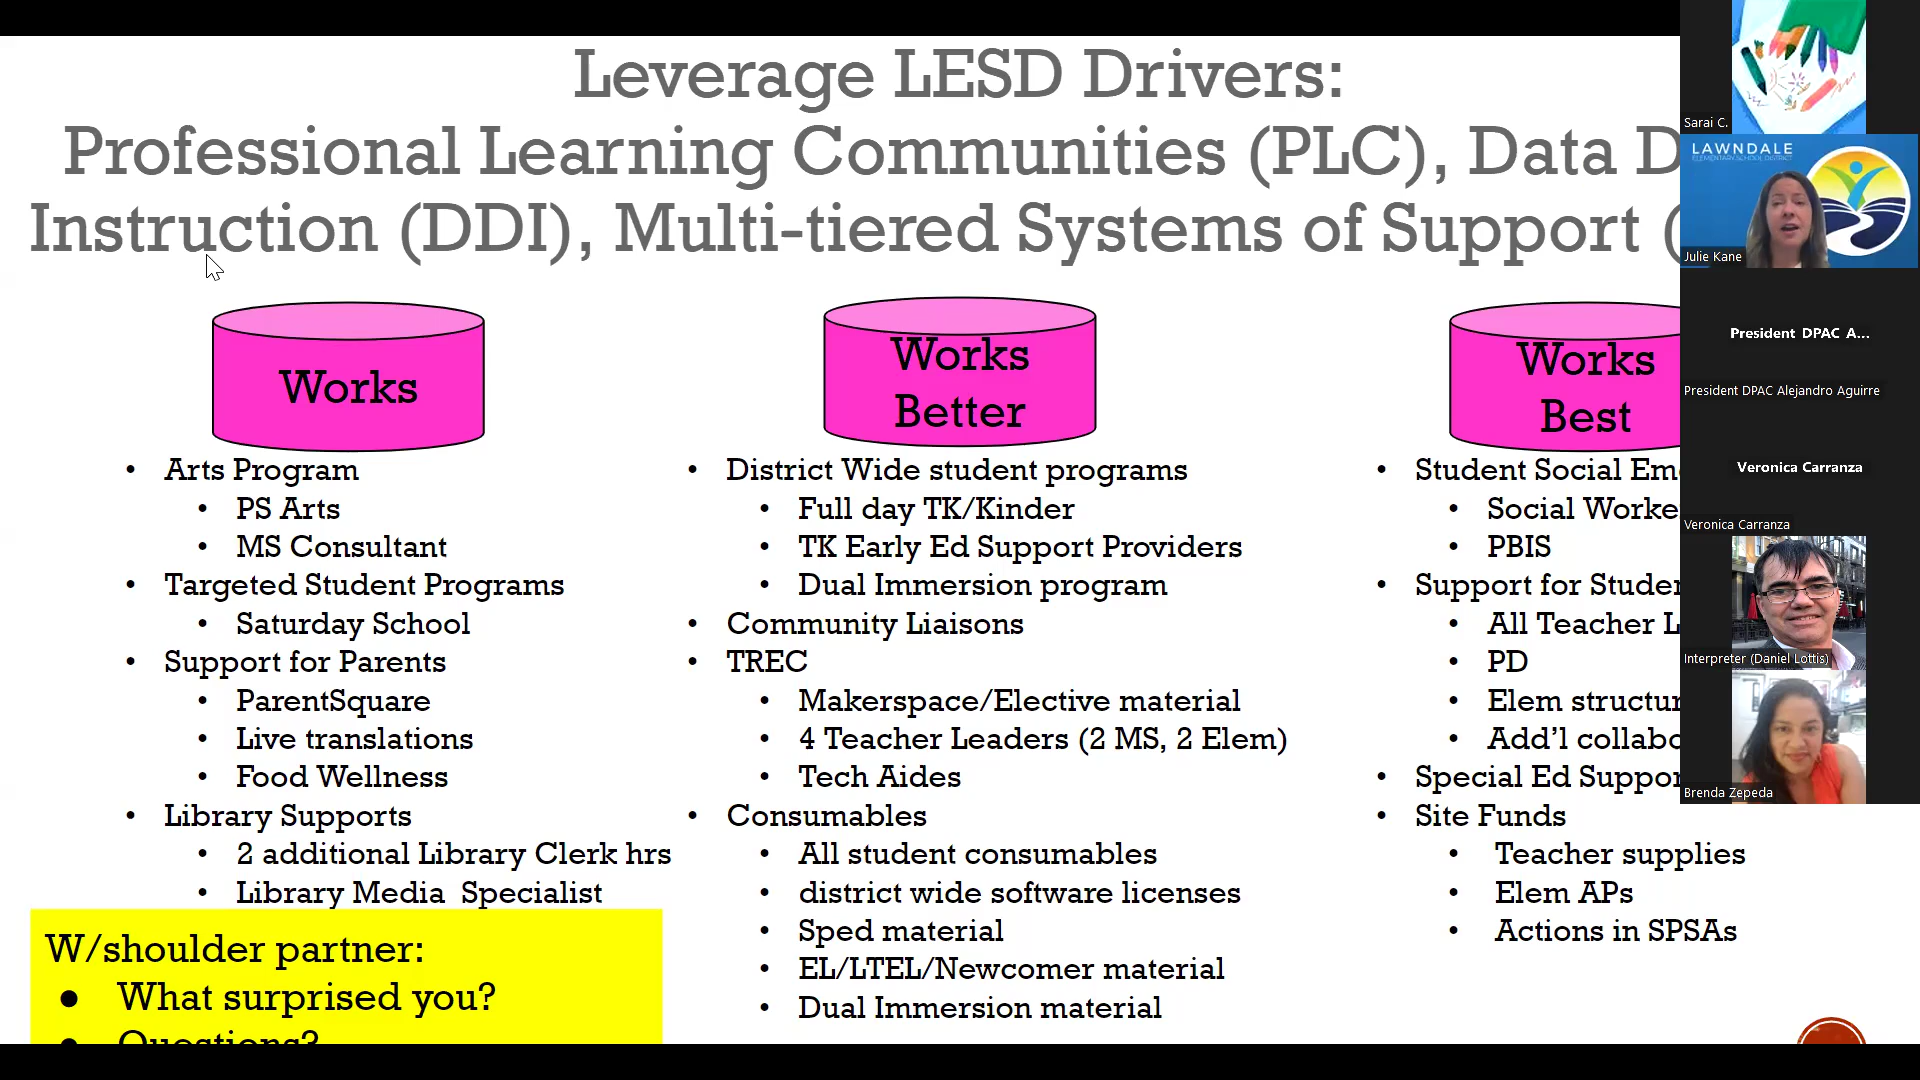 Leverage LESD Drivers:
Professional Learning Communities (PLC), Data D
Instruction (DDI), Multi-tiered Systems of Support (
Works
• Arts Program
• PS Arts
• MS Consultant
• Targeted Student Programs
• Saturday School
• Support for Parents
• ParentSquare
• Live translations
• Food Wellness
• Library Supports
• 2 additional Library Clerk hrs
• Library Media Specialist
W/shoulder partner:
● What surprised you?
● Questions?
Works
Better
• District Wide student programs
• Full day TK/Kinder
• TK Early Ed Support Providers
• Dual Immersion program
• Community Liaisons
• TREC
• Makerspace/Elective material
• 4 Teacher Leaders (2 MS, 2 Elem)
• Tech Aides
• Consumables
• All student consumables
• district wide software licenses
• Sped material
• EL/LTEL/Newcomer material
• Dual Immersion material
Works
Best
• Student Social Em
• Social Worke
• PBIS
• Support for Studen
• All Teacher L
• PD
• Elem structur
• Add'l collabo
• Special Ed Suppor
• Site Funds
• Teacher supplies
• Elem APs
• Actions in SPSAs
Sarai C.
LAWNDALE
ELEMENTARY SCHOOL DISTRICT
Julie Kane
President DPAC A...
President DPAC Alejandro Aguirre
Veronica Carranza
Veronica Carranza
Interpreter (Daniel Lottis)
Brenda Zepeda